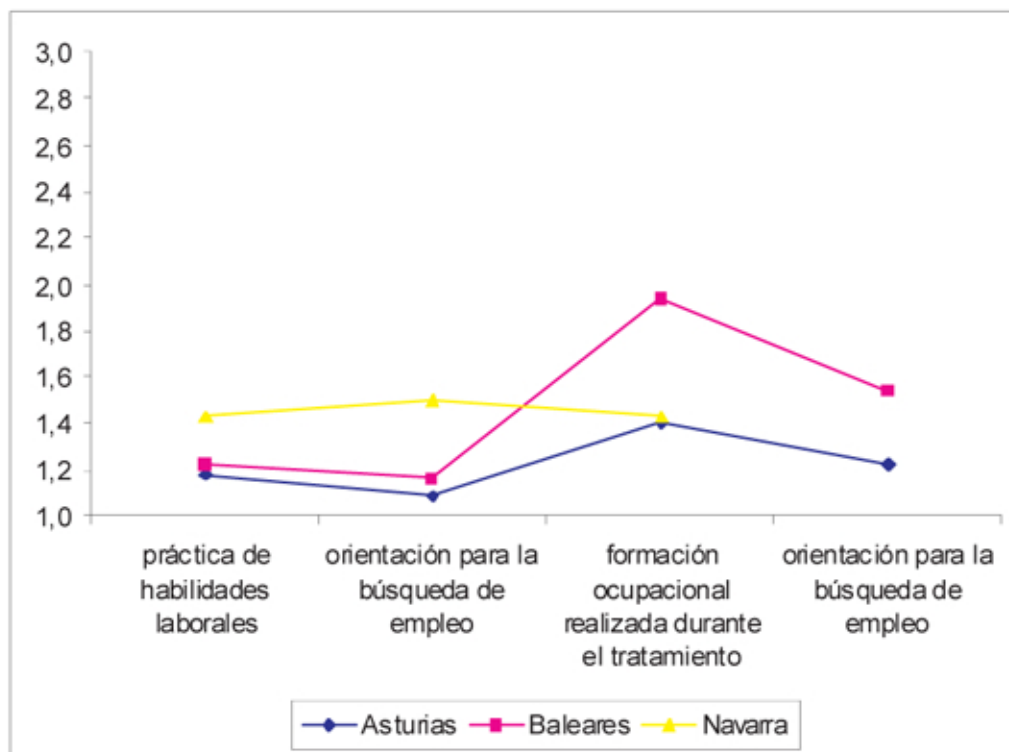 3,0
2,8
2,6
2,4
2,2
2,0
1,8
1,6
1,4
1,2
1,0
práctica de
habilidades
laborales
orientación para la
búsqueda de
empleo
formación
ocupacional
realizada durante
el tratamiento
orientación para la
búsqueda de
empleo
Asturias
Baleares
Navarra